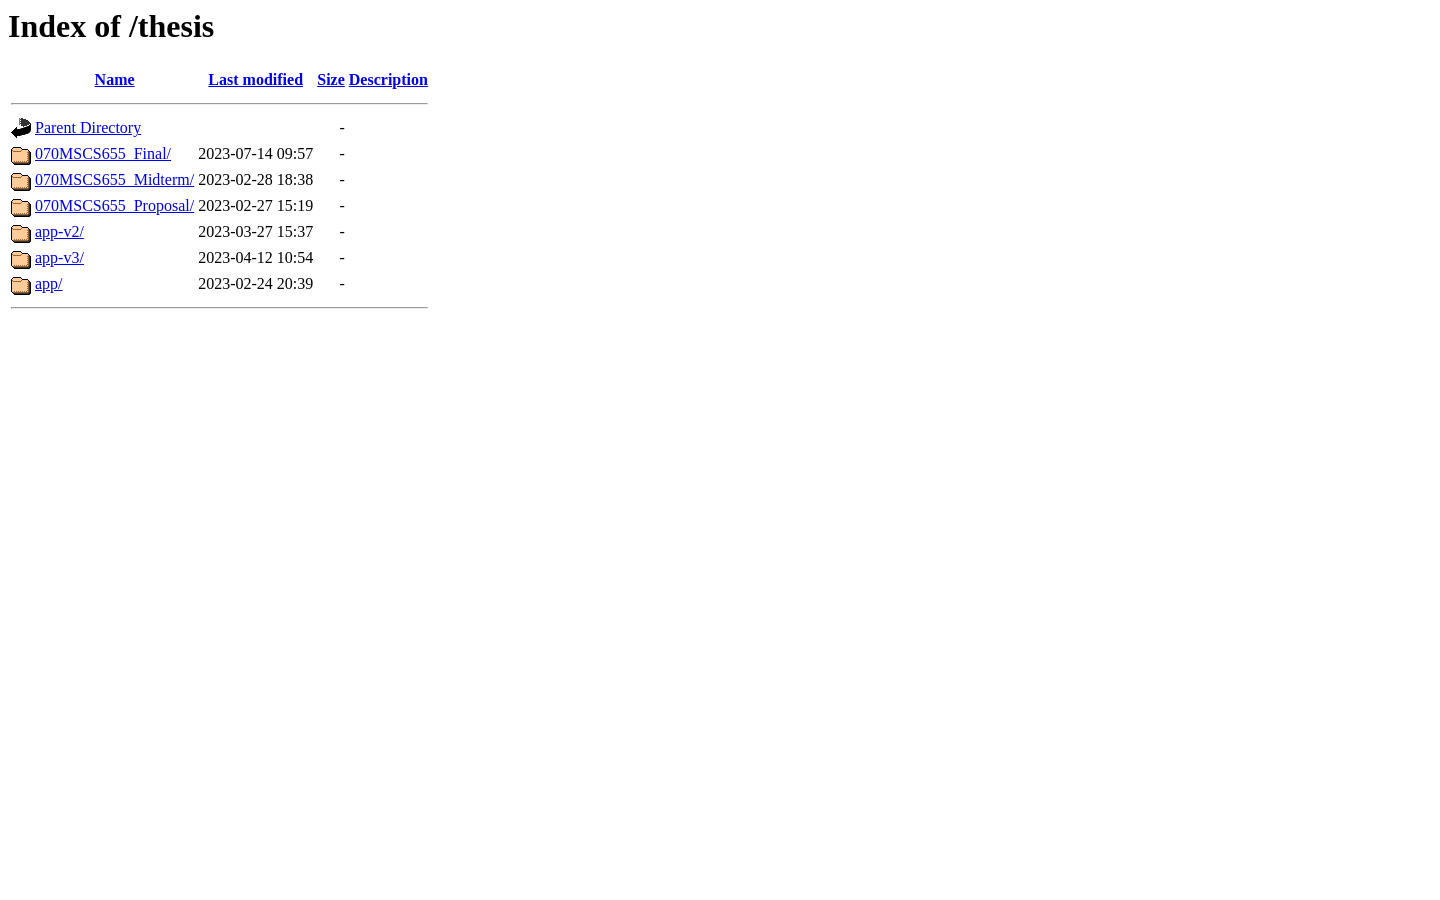 Index of /thesis
Name Last modified Size Description
Parent Directory -
070MSCS655_Final/ 2023-07-14 09:57 -
070MSCS655_Midterm/ 2023-02-28 18:38 -
070MSCS655_Proposal/ 2023-02-27 15:19 -
app-v2/ 2023-03-27 15:37 -
app-v3/ 2023-04-12 10:54 -
app/ 2023-02-24 20:39 -